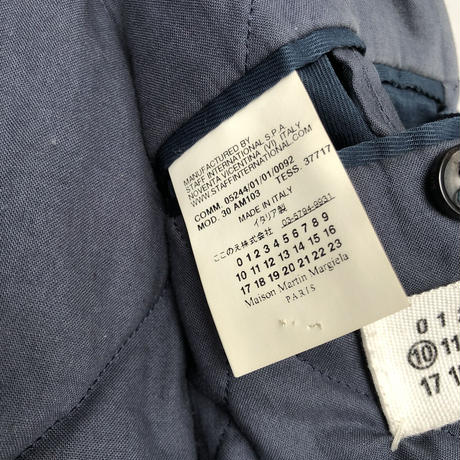 MANUFACTURED BY
STAFF INTERNATIONAL S.P.A.
NOVENTA VICENTINA (VI) ITALY
WWW.STAFFINTERNATIONAL.COM
COMM. 05244/01/01/0092
MOD. 30 AM103 TESS. 37717
MADE IN ITALY
イタリア製
ここのえ株式会社 03-5794-9931
0 1 2 3 4 5 6 7 8 9
10 11 12 13 14 15 16
17 18 19 20 21 22 23
Maison Martin Margiela
PARIS
0 1
10 11
17